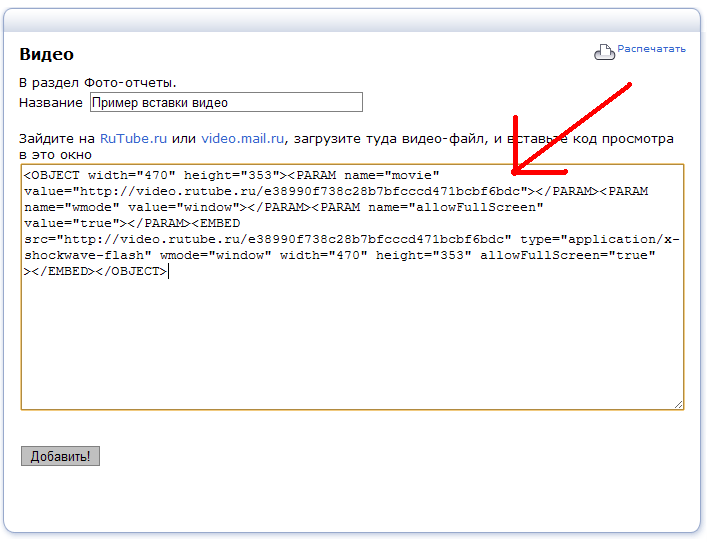 Видео
Распечатать
В раздел Фото-отчеты.
Название Пример вставки видео
Зайдите на RuTube.ru или video.mail.ru, загрузите туда видео-файл, и вставьте код просмотра
в это окно
<OBJECT width="470" height="353"><PARAM name="movie"
value="http://video.rutube.ru/e38990f738c28b7bfcccd471bcbf6bdc"></PARAM><PARAM
name="wmode" value="window"></PARAM><PARAM name="allowFullScreen"
value="true"></PARAM><EMBED
src="http://video.rutube.ru/e38990f738c28b7bfcccd471bcbf6bdc" type="application/x-
shockwave-flash" wmode="window" width="470" height="353" allowFullScreen="true"
></EMBED></OBJECT>
Добавить!